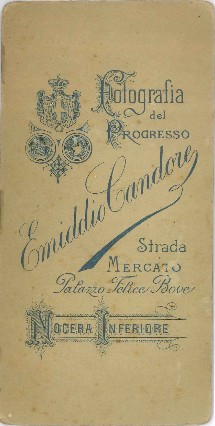 Fotografia
del
PROGRESSO
Emiddio Candore
Strada
MERCATO
Palazzo Felice Bove
NOCERA INFERIORE